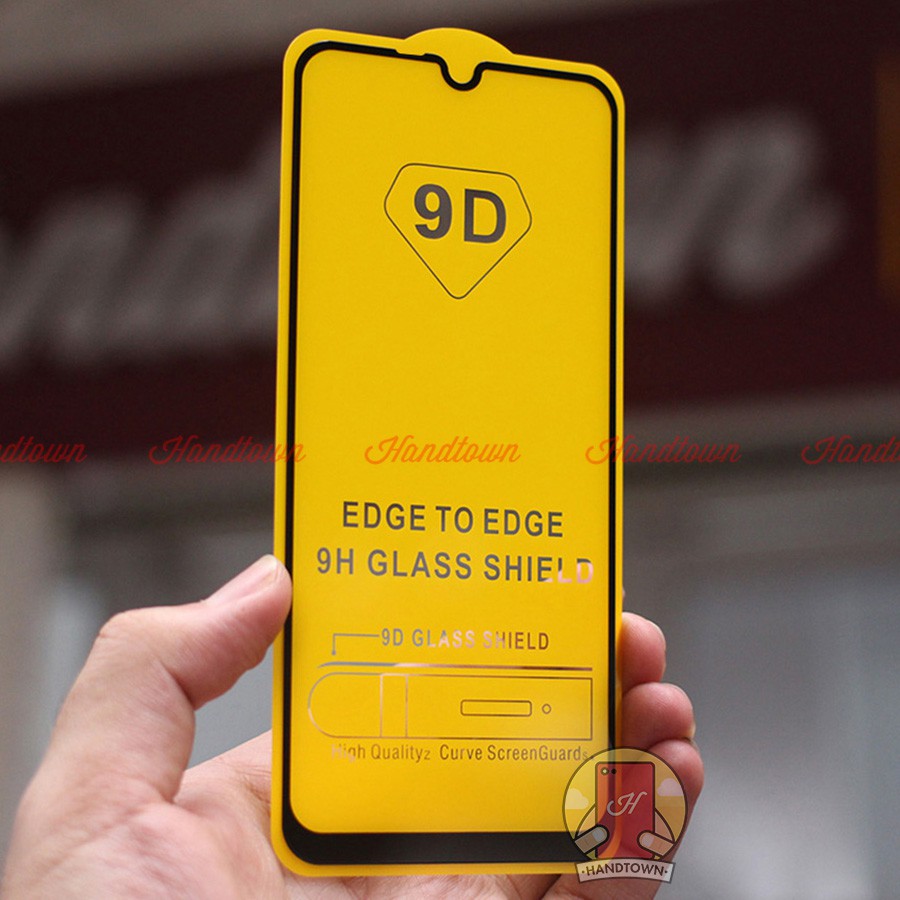 9D
Handtown Handtown Handtown Handtown Handtown
EDGE TO EDGE
9H GLASS SHIELD
9D GLASS SHIELD
High Qualityz Curve ScreenGuards
H
HANDTOWN